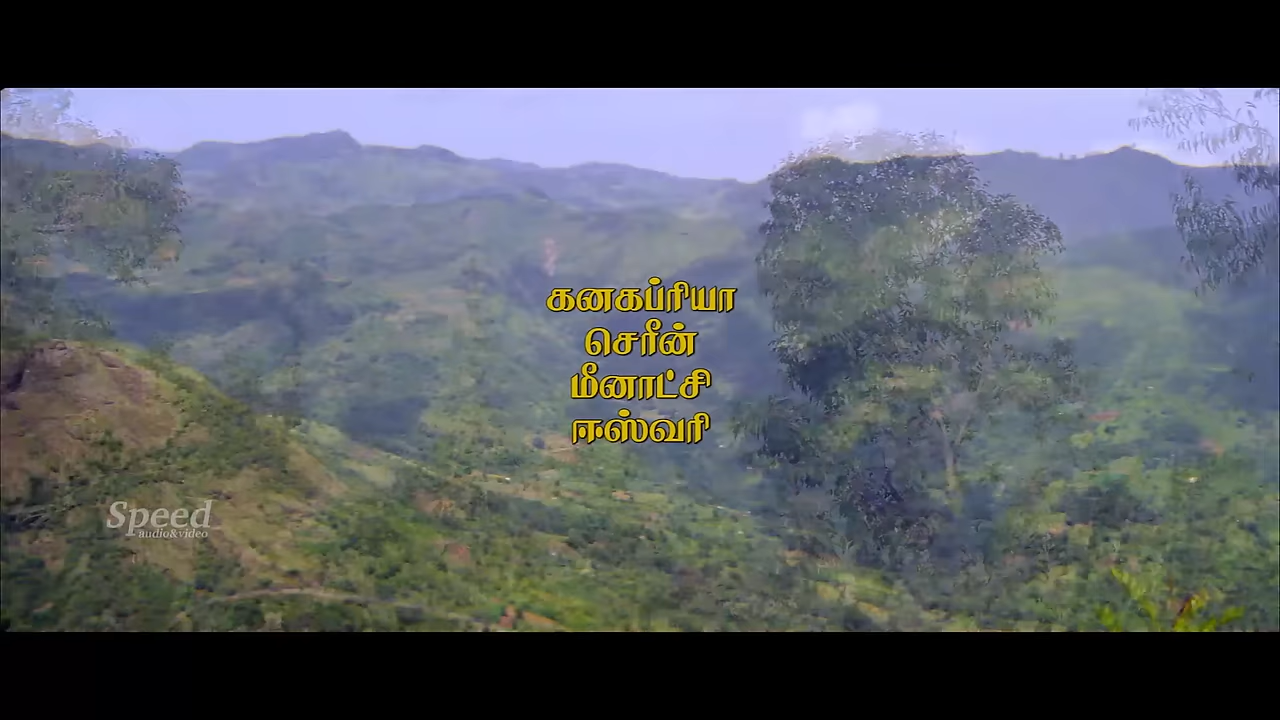 கனகப்ரியா
செரீன்
மீனாட்சி
ஈஸ்வரி
Speed
audio&video